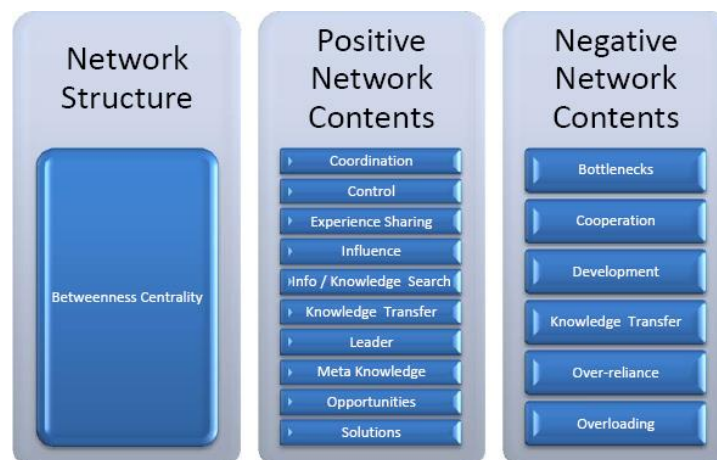 Network
Structure
Betweenness Centrality
Positive
Network
Contents
Coordination
Control
Experience Sharing
Influence
Info / Knowledge Search
Knowledge Transfer
Leader
Meta Knowledge
Opportunities
Solutions
Negative
Network
Contents
Bottlenecks
Cooperation
Development
Knowledge Transfer
Over-reliance
Overloading